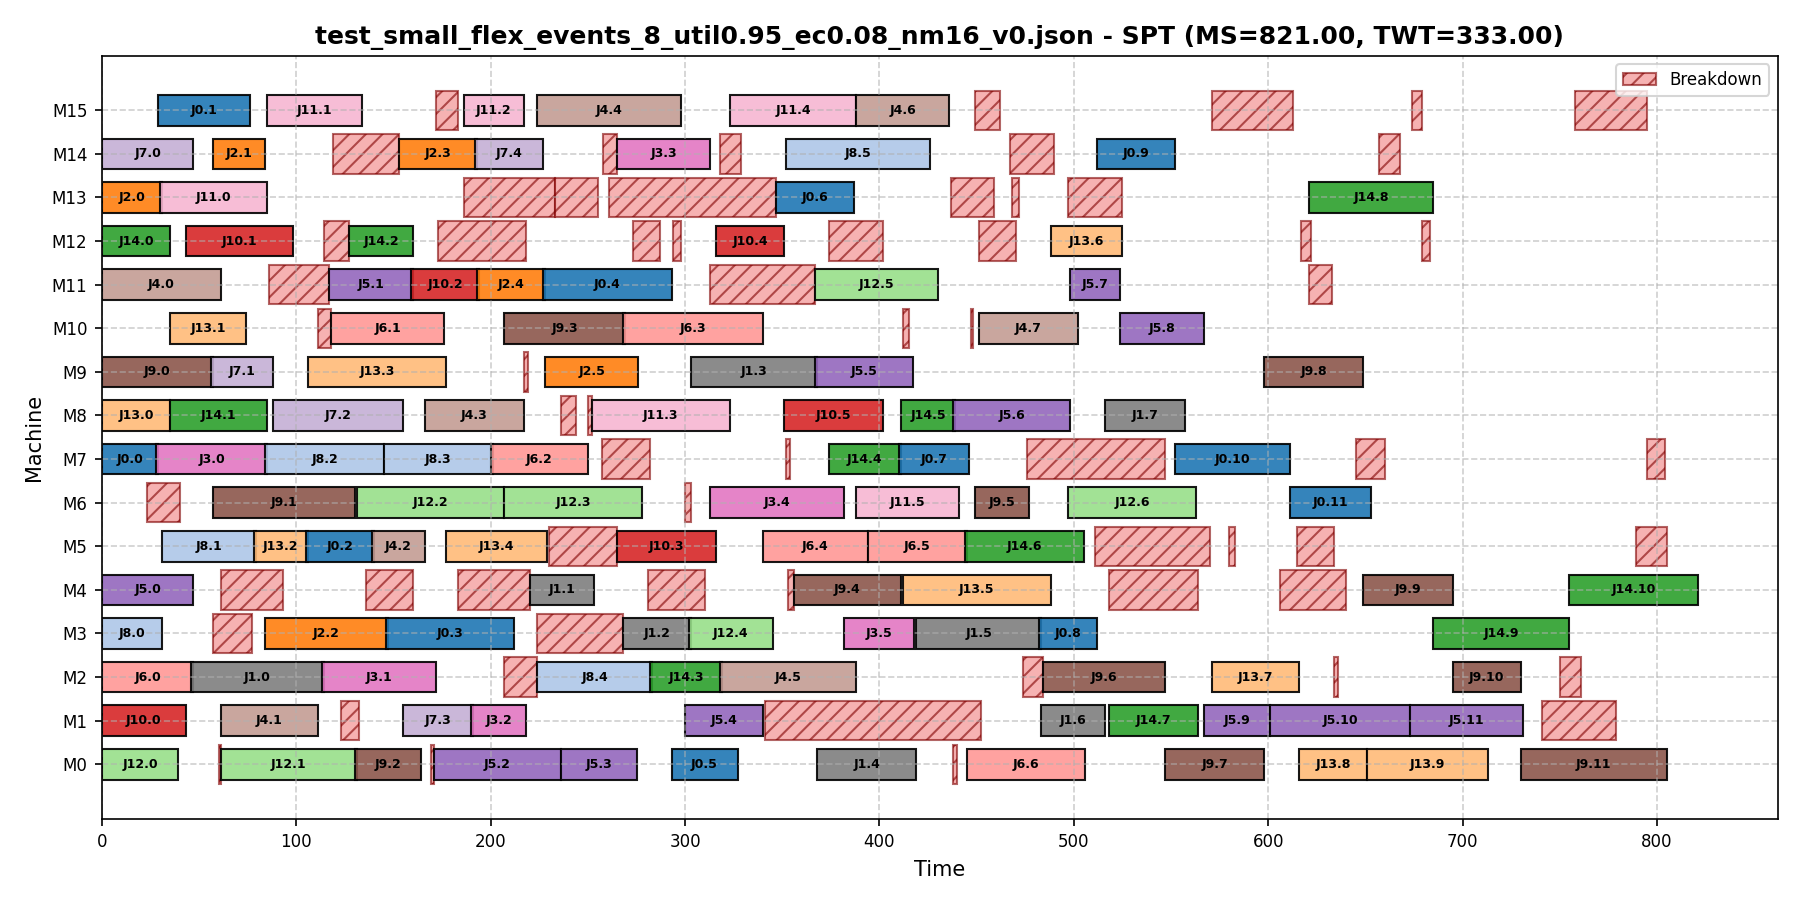 test_small_flex_events_8_util0.95_ec0.08_nm16_v0.json - SPT (MS=821.00, TWT=333.00)
Breakdown
M15 J0.1 J11.1 J11.2 J4.4 J11.4 J4.6
M14 J7.0 J2.1 J2.3 J7.4 J3.3 J8.5 J0.9
M13 J2.0 J11.0 J0.6 J14.8
M12 J14.0 J10.1 J14.2 J10.4 J13.6
M11 J4.0 J5.1 J10.2 J2.4 J0.4 J12.5 J5.7
M10 J13.1 J6.1 J9.3 J6.3 J4.7 J5.8
M9 J9.0 J7.1 J13.3 J2.5 J1.3 J5.5 J9.8
M8 J13.0 J14.1 J7.2 J4.3 J11.3 J10.5 J14.5 J5.6 J1.7
M7 J0.0 J3.0 J8.2 J8.3 J6.2 J14.4 J0.7 J0.10
M6 J9.1 J12.2 J12.3 J3.4 J11.5 J9.5 J12.6 J0.11
M5 J8.1 J13.2 J0.2 J4.2 J13.4 J10.3 J6.4 J6.5 J14.6
M4 J5.0 J1.1 J9.4 J13.5 J9.9 J14.10
M3 J8.0 J2.2 J0.3 J1.2 J12.4 J3.5 J1.5 J0.8 J14.9
M2 J6.0 J1.0 J3.1 J8.4 J14.3 J4.5 J9.6 J13.7 J9.10
M1 J10.0 J4.1 J7.3 J3.2 J5.4 J1.6 J14.7 J5.9 J5.10 J5.11
M0 J12.0 J12.1 J9.2 J5.2 J5.3 J0.5 J1.4 J6.6 J9.7 J13.8 J13.9 J9.11
Machine
0 100 200 300 400 500 600 700 800
Time